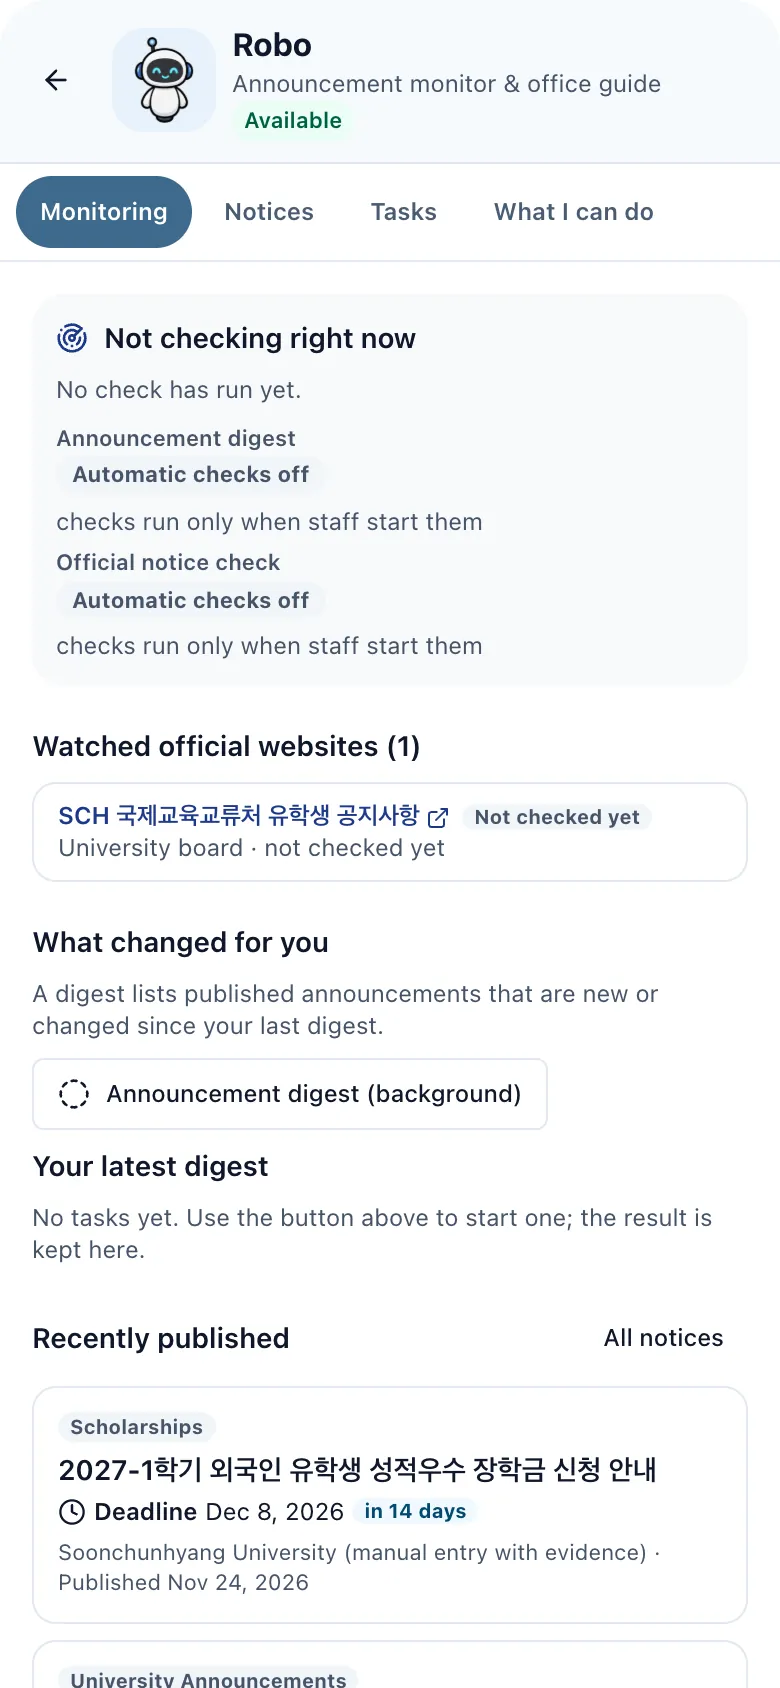 Robo
Announcement monitor & office guide
Available
Monitoring
Notices
Tasks
What I can do
Not checking right now
No check has run yet.
Announcement digest
Automatic checks off
checks run only when staff start them
Official notice check
Automatic checks off
checks run only when staff start them
Watched official websites (1)
SCH 국제교육교류처 유학생 공지사항 Not checked yet
University board · not checked yet
What changed for you
A digest lists published announcements that are new or
changed since your last digest.
Announcement digest (background)
Your latest digest
No tasks yet. Use the button above to start one; the result is
kept here.
Recently published
All notices
Scholarships
2027-1학기 외국인 유학생 성적우수 장학금 신청 안내
Deadline Dec 8, 2026 in 14 days
Soonchunhyang University (manual entry with evidence) ·
Published Nov 24, 2026
University Announcements